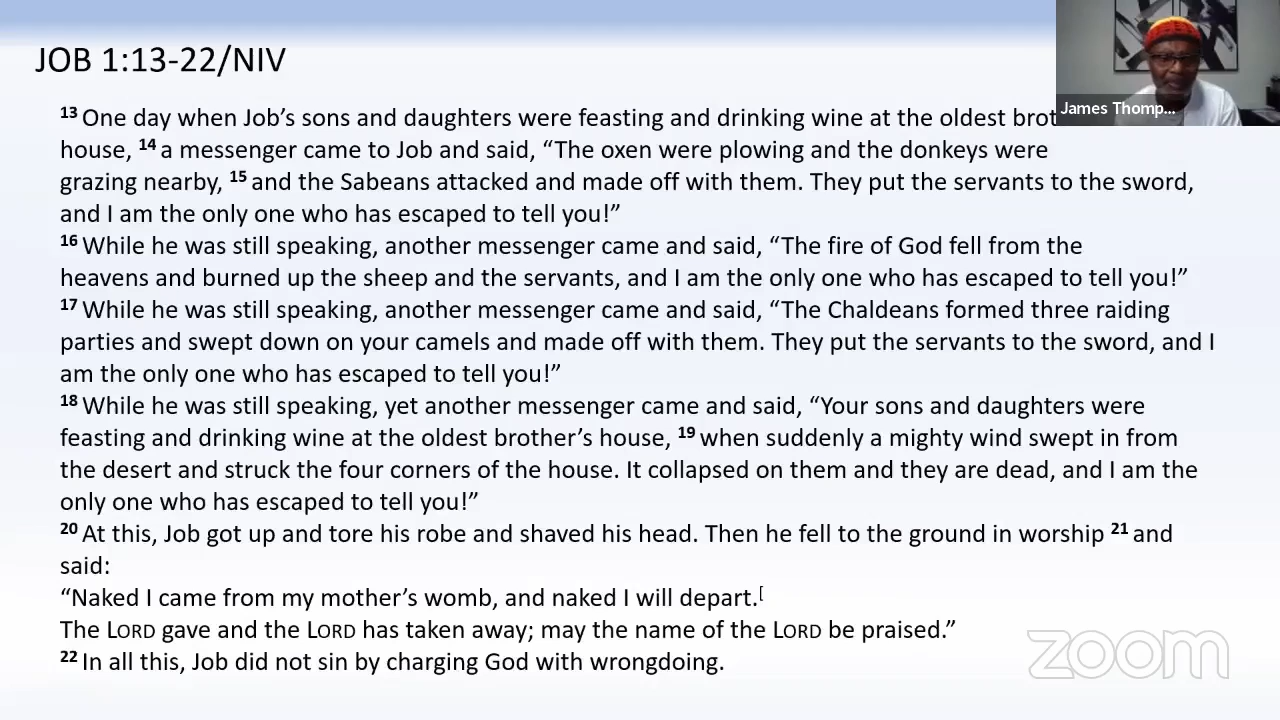 JOB 1:13-22/NIV
13 One day when Job’s sons and daughters were feasting and drinking wine at the oldest brot
house, 14 a messenger came to Job and said, “The oxen were plowing and the donkeys were
grazing nearby, 15 and the Sabeans attacked and made off with them. They put the servants to the sword,
and I am the only one who has escaped to tell you!”
16 While he was still speaking, another messenger came and said, “The fire of God fell from the
heavens and burned up the sheep and the servants, and I am the only one who has escaped to tell you!”
17 While he was still speaking, another messenger came and said, “The Chaldeans formed three raiding
parties and swept down on your camels and made off with them. They put the servants to the sword, and I
am the only one who has escaped to tell you!”
18 While he was still speaking, yet another messenger came and said, “Your sons and daughters were
feasting and drinking wine at the oldest brother’s house, 19 when suddenly a mighty wind swept in from
the desert and struck the four corners of the house. It collapsed on them and they are dead, and I am the
only one who has escaped to tell you!”
20 At this, Job got up and tore his robe and shaved his head. Then he fell to the ground in worship 21 and
said:
“Naked I came from my mother’s womb, and naked I will depart.[
The LORD gave and the LORD has taken away; may the name of the LORD be praised.”
22 In all this, Job did not sin by charging God with wrongdoing.
James Thomp...
zoom